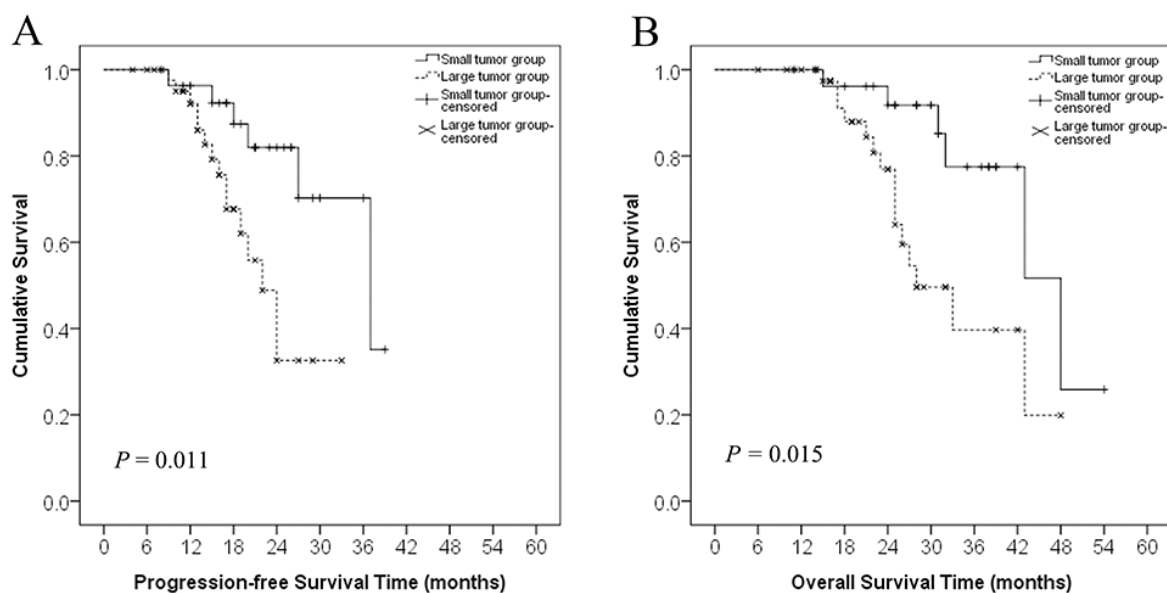 A
Small tumor group
Large tumor group
Small tumor group-
censored
Large tumor group-
censored
1.0
0.8
0.6
0.4
0.2
0.0
Cumulative Survival
P = 0.011
0 6 12 18 24 30 36 42 48 54 60
Progression-free Survival Time (months)
B
Small tumor group
Large tumor group
Small tumor group-
censored
Large tumor group-
censored
1.0
0.8
0.6
0.4
0.2
0.0
Cumulative Survival
P = 0.015
0 6 12 18 24 30 36 42 48 54 60
Overall Survival Time (months)